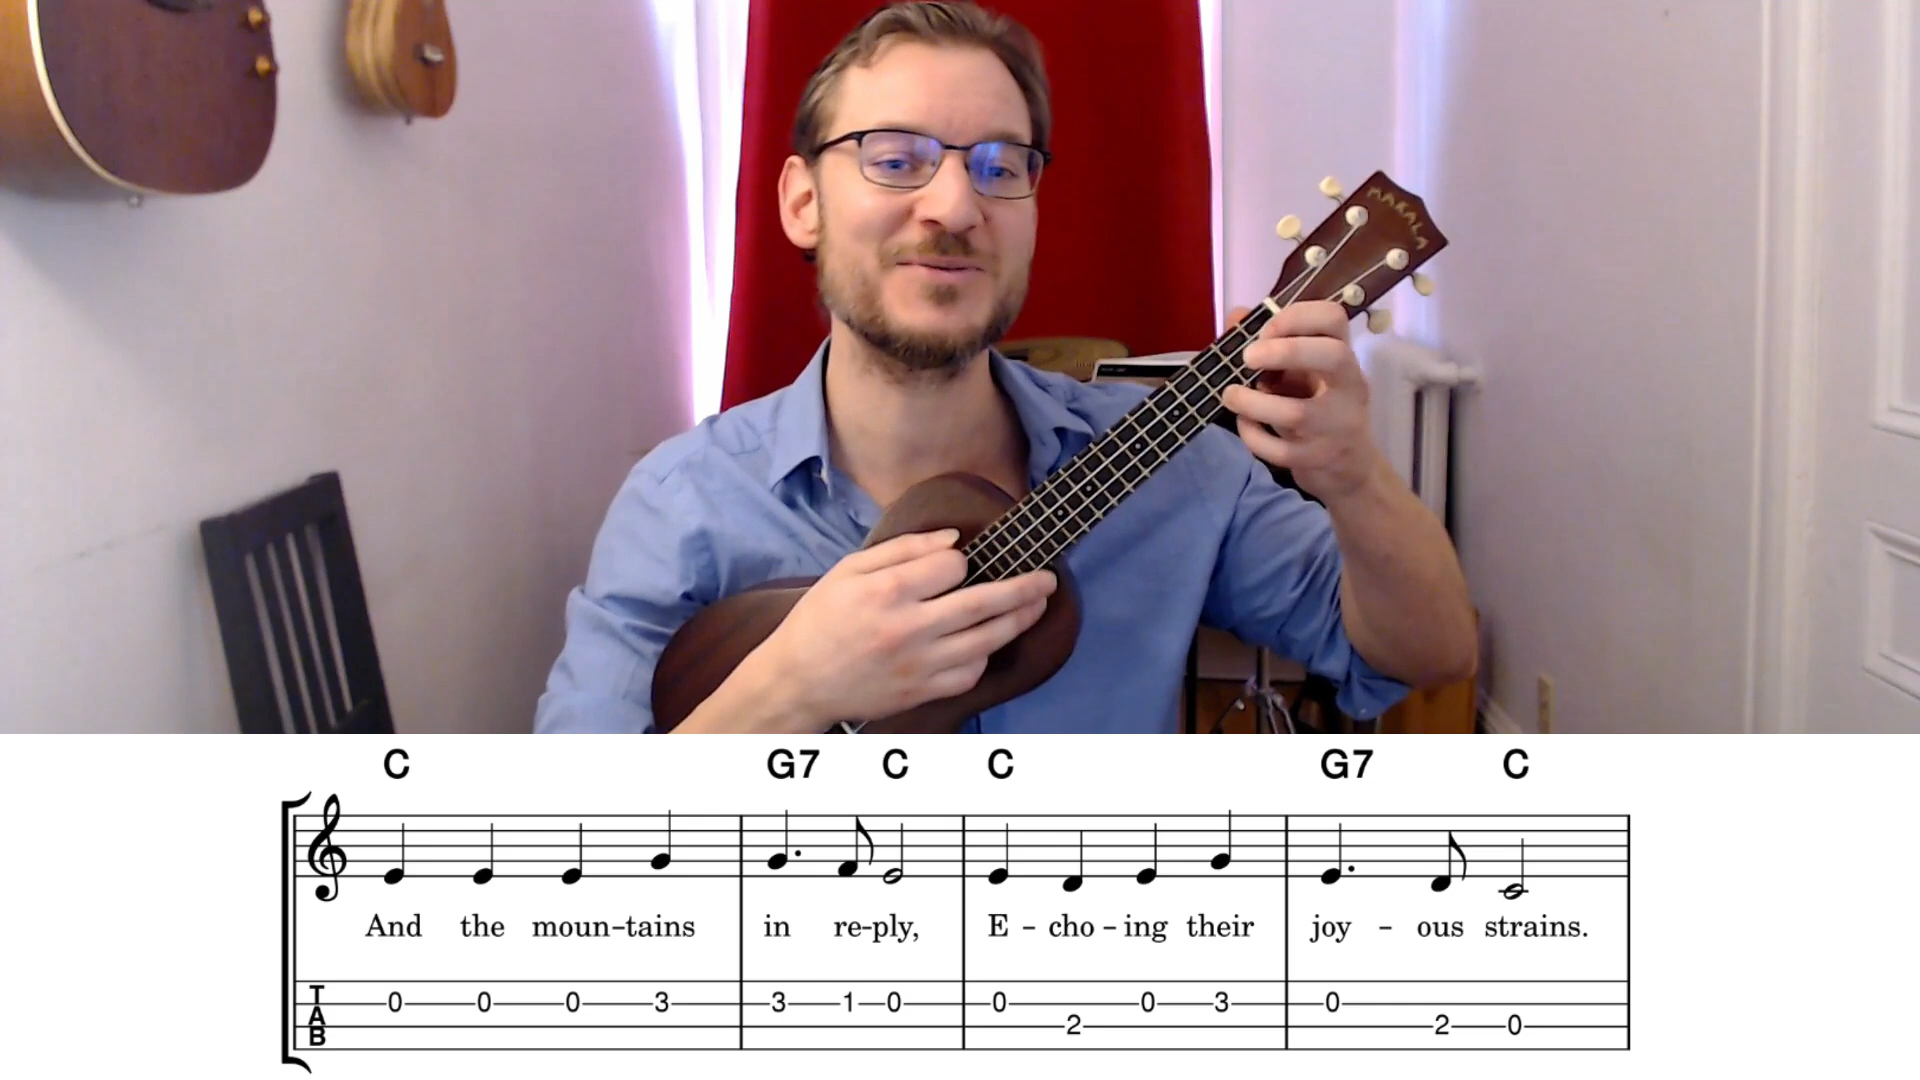 MAKALA
C G7 C C G7 C
And the moun-tains in re-ply, E-cho-ing their joy-ous strains.
T 0 0 0 3 3 1 0 0 0 3 0
A 2 2 0
B